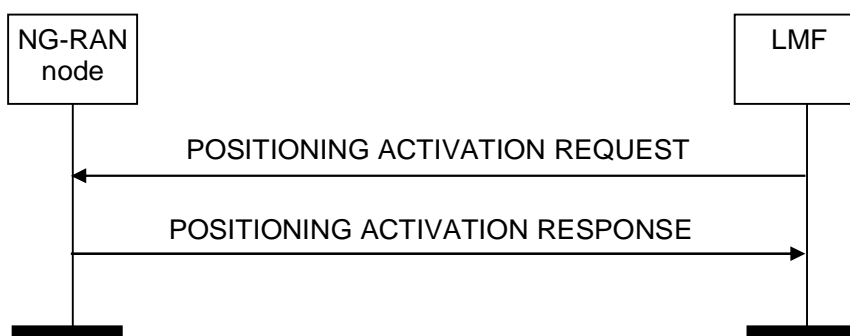 NG-RAN
node
LMF
POSITIONING ACTIVATION REQUEST
POSITIONING ACTIVATION RESPONSE